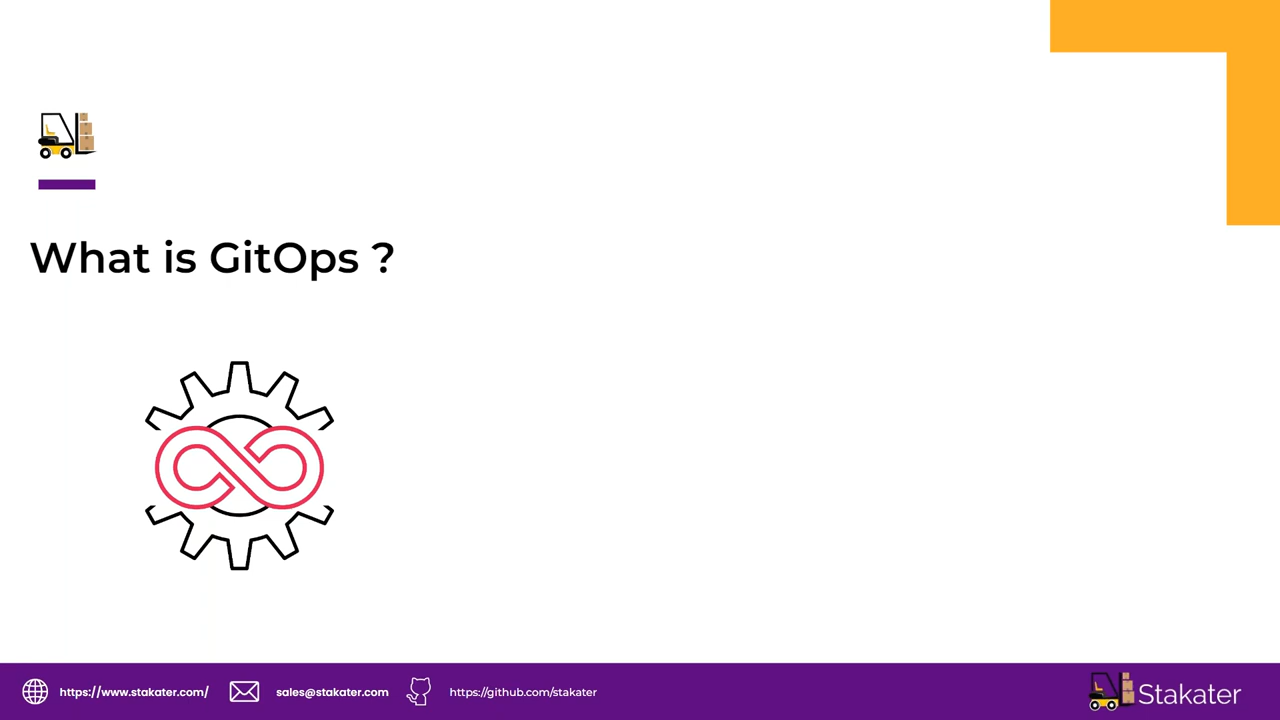 What is GitOps ?
https://www.stakater.com/
sales@stakater.com
https://github.com/stakater
Stakater